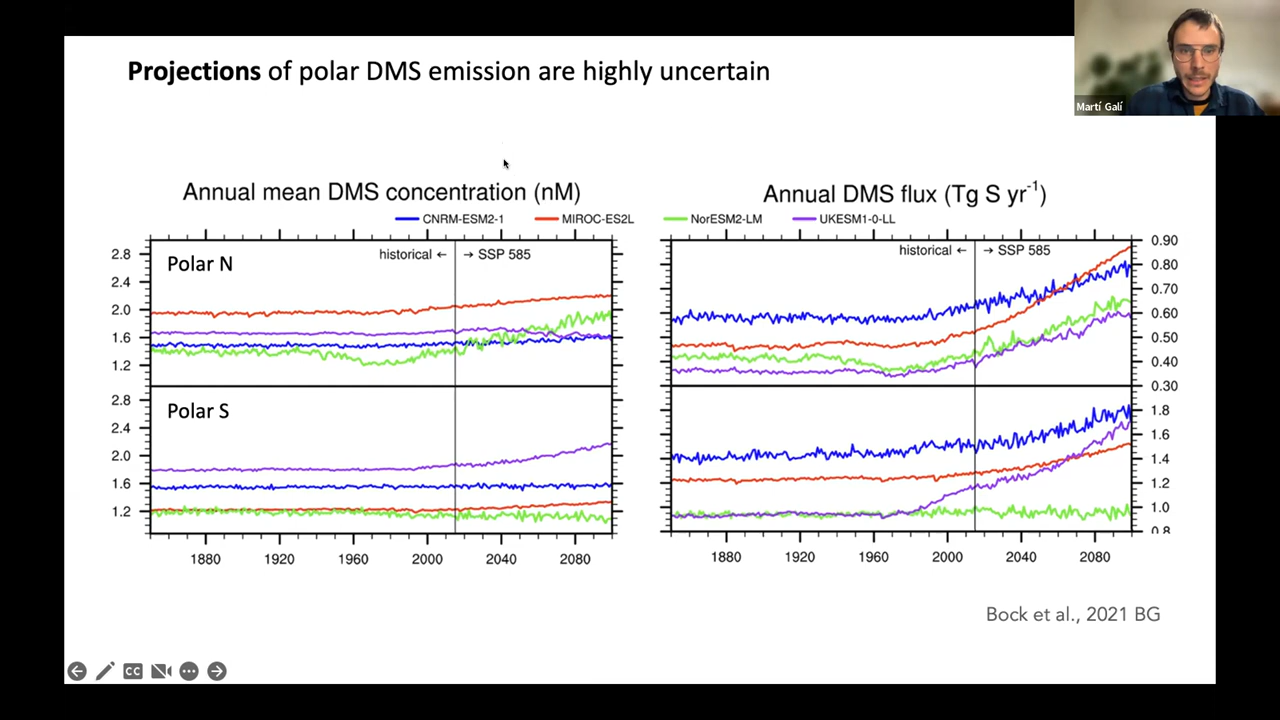 Projections of polar DMS emission are highly uncertain
Martí Galí
Annual mean DMS concentration (nM)
Annual DMS flux (Tg S yr⁻¹)
CNRM-ESM2-1 MIROC-ES2L NorESM2-LM UKESM1-0-LL
historical ← → SSP 585
Polar N
2.8
2.4
2.0
1.6
1.2
Polar S
2.8
2.4
2.0
1.6
1.2
1880 1920 1960 2000 2040 2080
historical ← → SSP 585
0.90
0.80
0.70
0.60
0.50
0.40
0.30
1.8
1.6
1.4
1.2
1.0
0.8
1880 1920 1960 2000 2040 2080
Bock et al., 2021 BG
CC